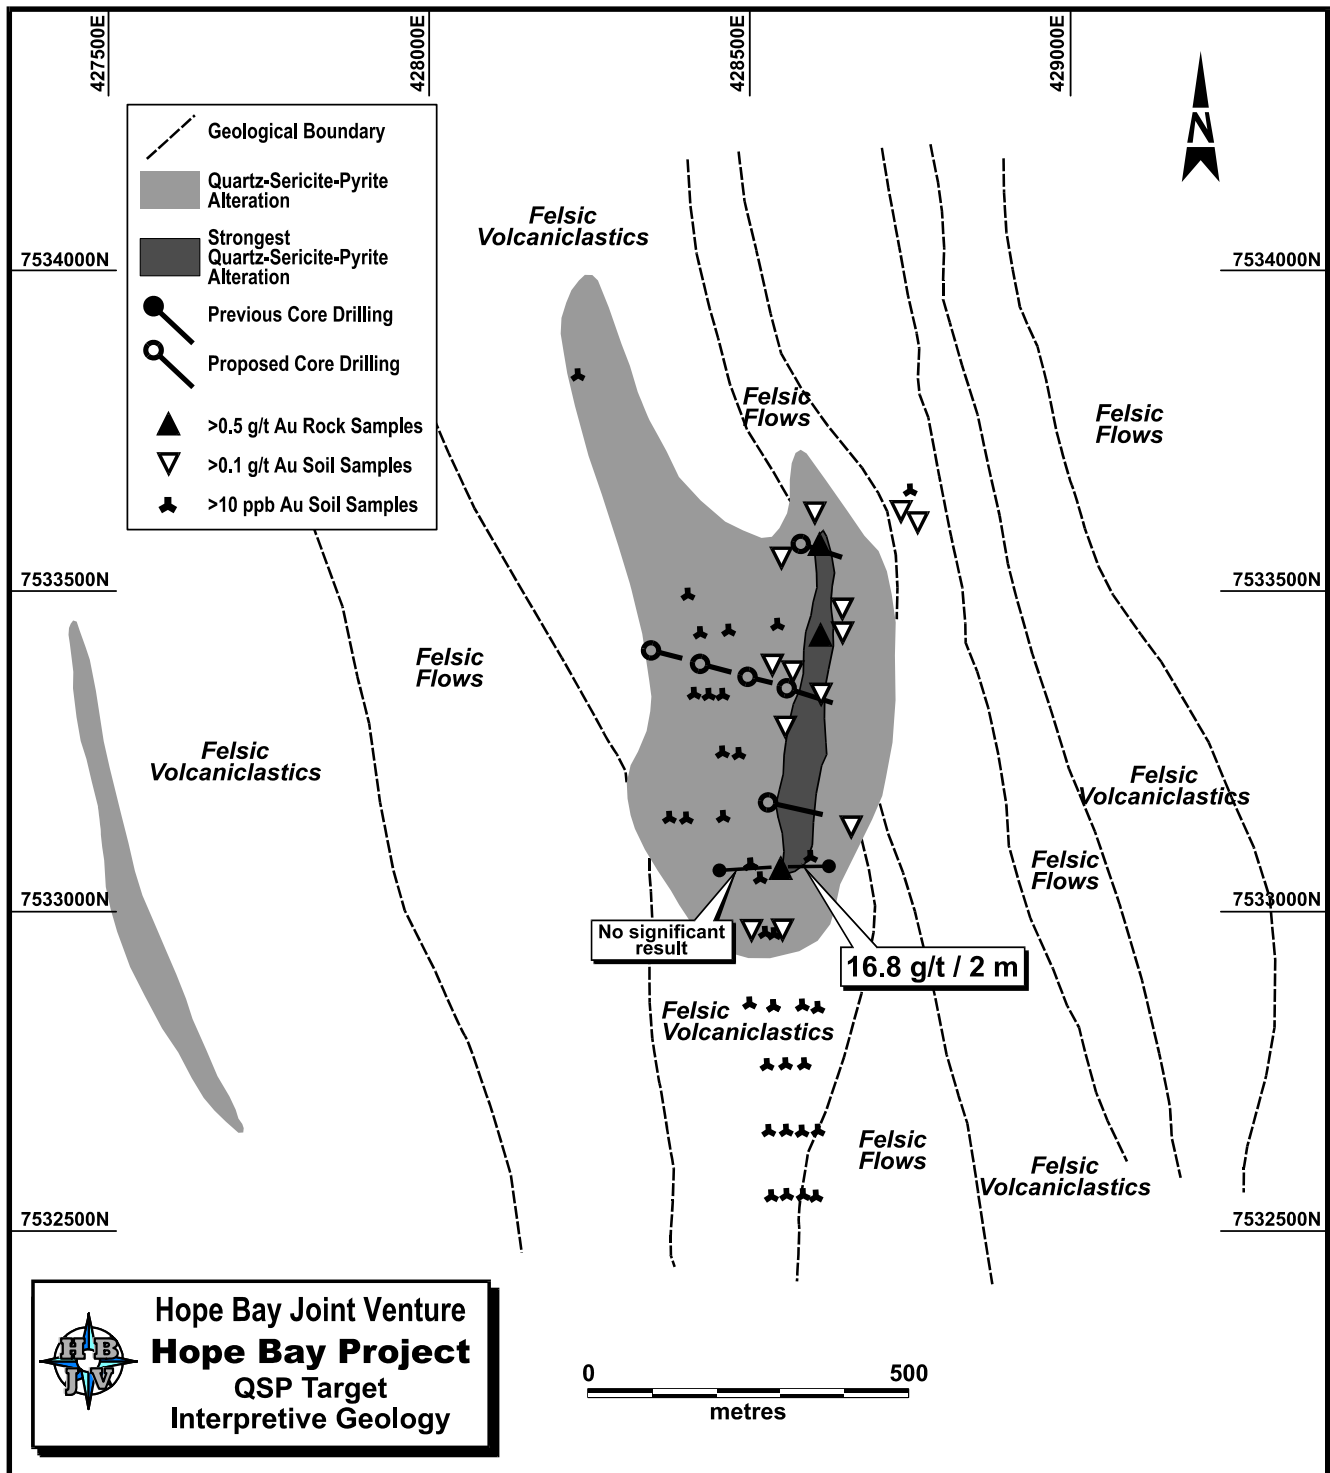 427500E
428000E
428500E
429000E
N
Geological Boundary
Quartz-Sericite-Pyrite
Alteration
Strongest
Quartz-Sericite-Pyrite
Alteration
Previous Core Drilling
Proposed Core Drilling
>0.5 g/t Au Rock Samples
>0.1 g/t Au Soil Samples
>10 ppb Au Soil Samples
Felsic
Volcaniclastics
7534000N
7534000N
Felsic
Flows
Felsic
Flows
7533500N
7533500N
Felsic
Flows
Felsic
Volcaniclastics
Felsic
Volcaniclastics
Felsic
Flows
7533000N
7533000N
No significant
result
16.8 g/t / 2 m
Felsic
Volcaniclastics
Felsic
Flows
Felsic
Volcaniclastics
7532500N
7532500N
HB
JV
Hope Bay Joint Venture
Hope Bay Project
QSP Target
Interpretive Geology
0 500
metres